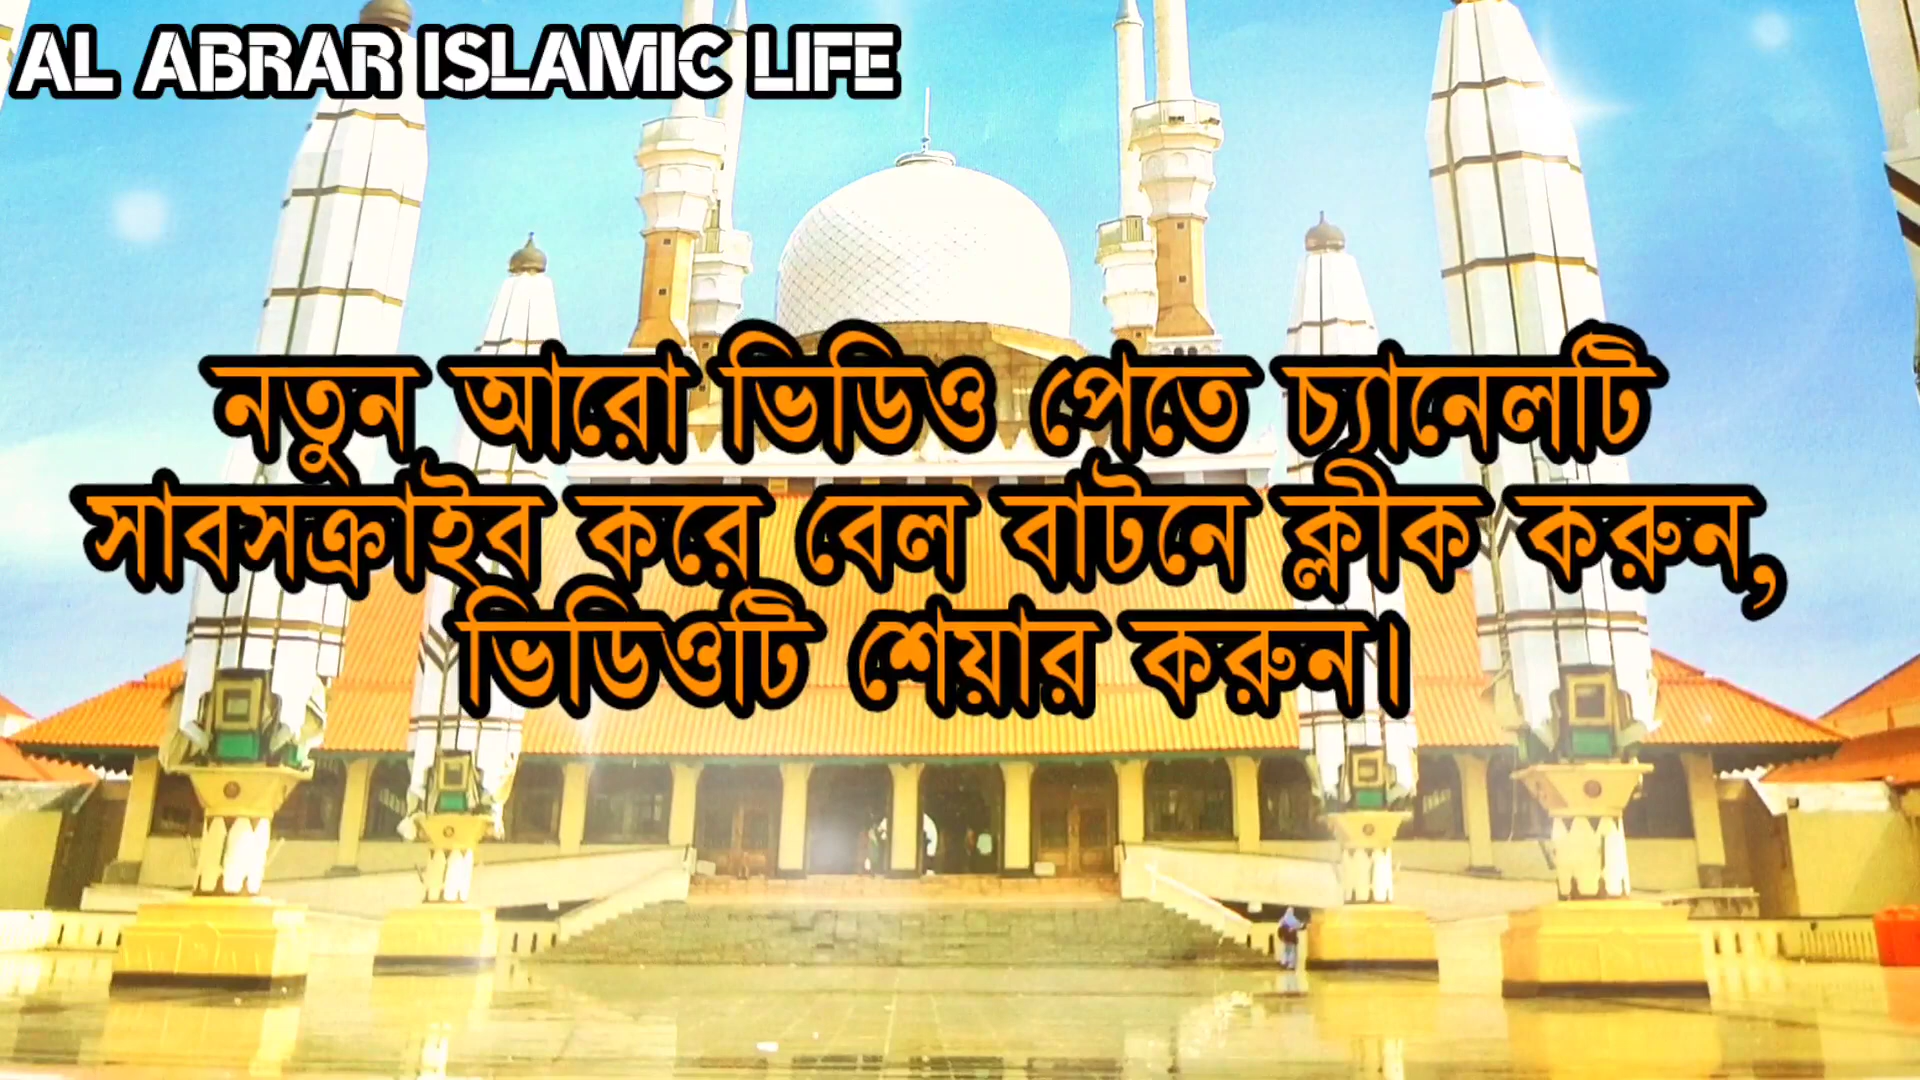 AL ABRAR ISLAMIC LIFE
নতুন আরো ভিডিও পেতে চ্যানেলটি
সাবসক্রাইব করে বেল বাটনে ক্লীক করুন,
ভিডিওটি শেয়ার করুন।